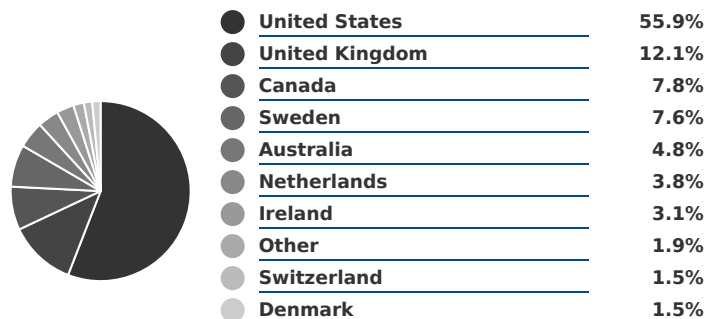 United States 55.9%
United Kingdom 12.1%
Canada 7.8%
Sweden 7.6%
Australia 4.8%
Netherlands 3.8%
Ireland 3.1%
Other 1.9%
Switzerland 1.5%
Denmark 1.5%